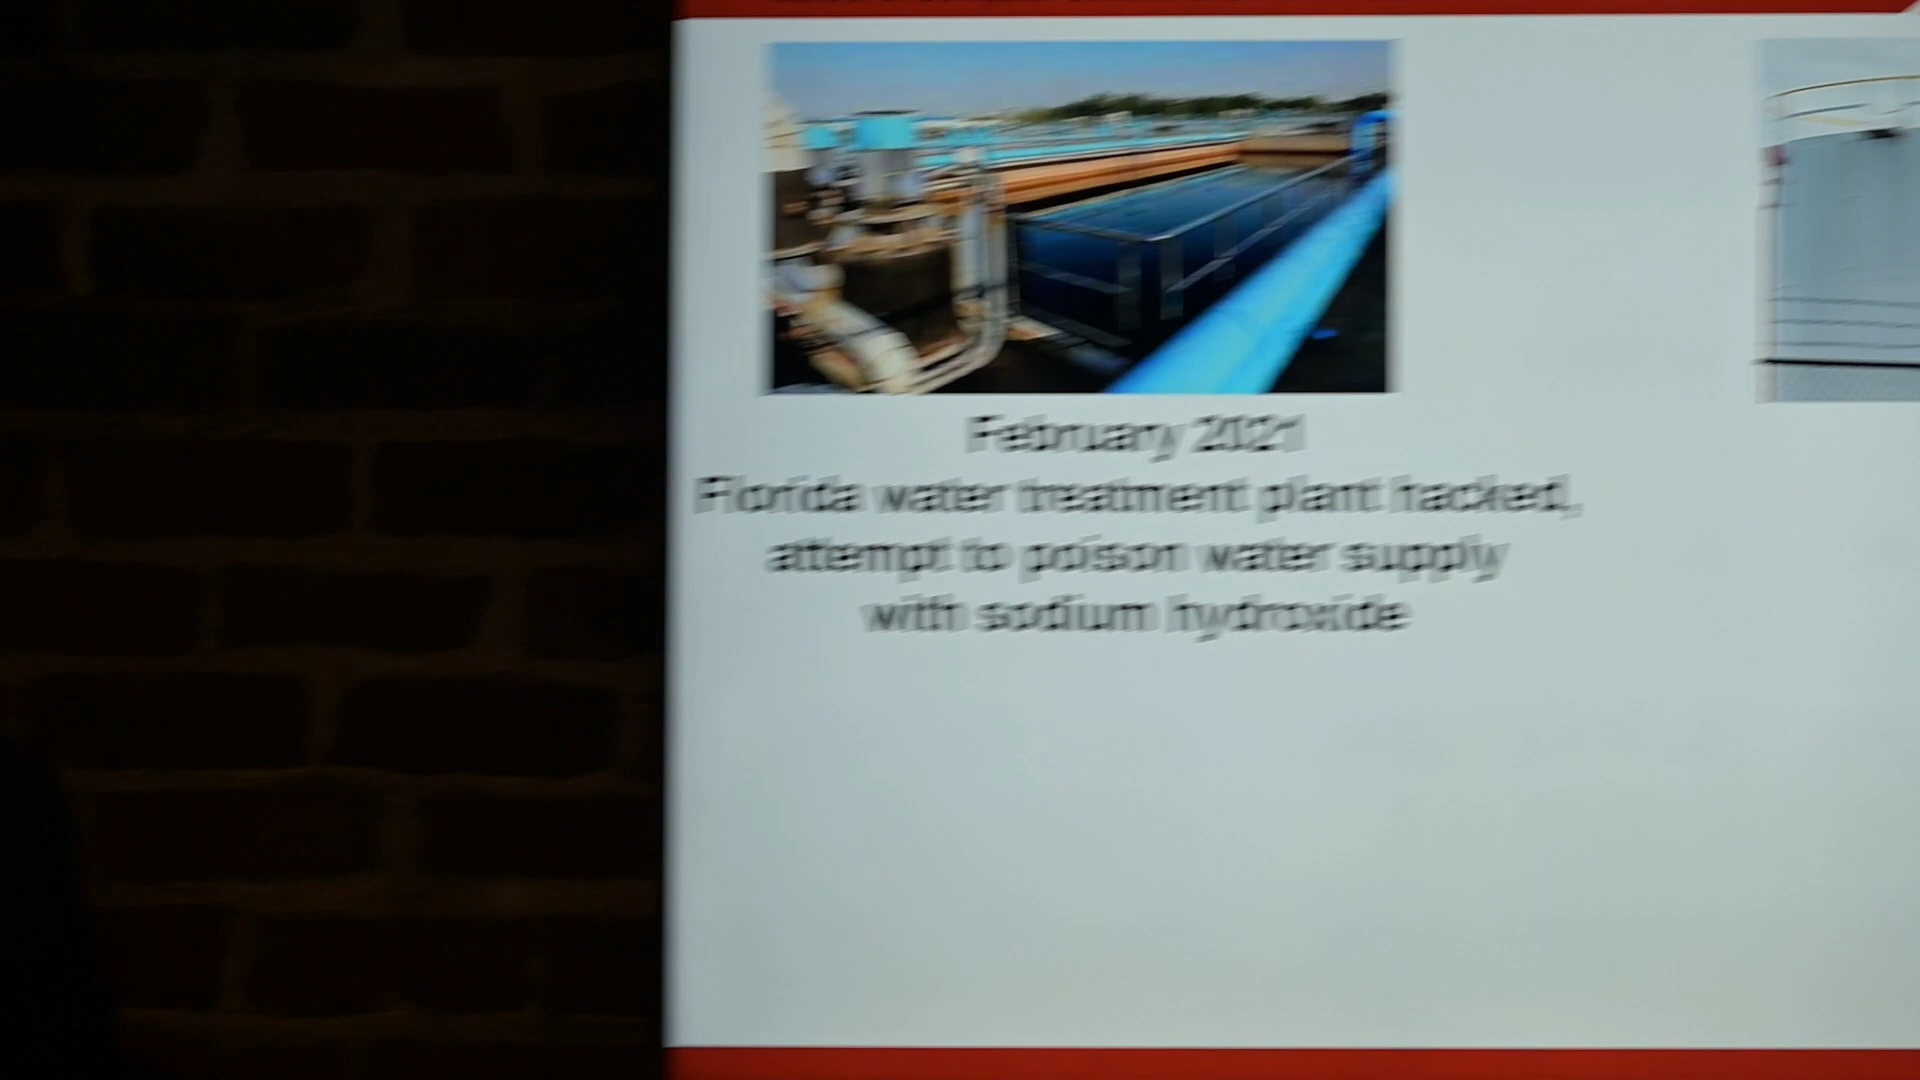 February 2021
Florida water treatment plant hacked,
attempt to poison water supply
with sodium hydroxide